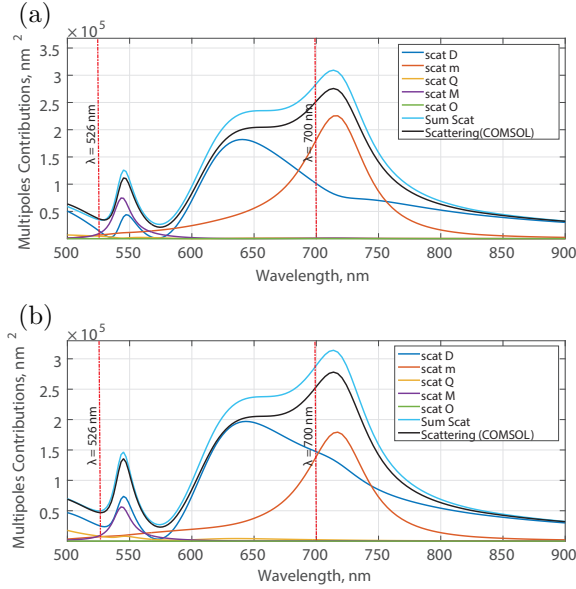 (a)
× 10 5
3.5
3
2.5
2
1.5
1
0.5
Multipoles Contributions, nm 2
λ = 526 nm
λ = 700 nm
scat D
scat m
scat Q
scat M
scat O
Sum Scat
Scattering(COMSOL)
500 550 600 650 700 750 800 850 900
Wavelength, nm
(b)
× 10 5
3
2.5
2
1.5
1
0.5
Multipoles Contributions, nm 2
λ = 526 nm
λ = 700 nm
scat D
scat m
scat Q
scat M
scat O
Sum Scat
Scattering (COMSOL)
500 550 600 650 700 750 800 850 900
Wavelength, nm